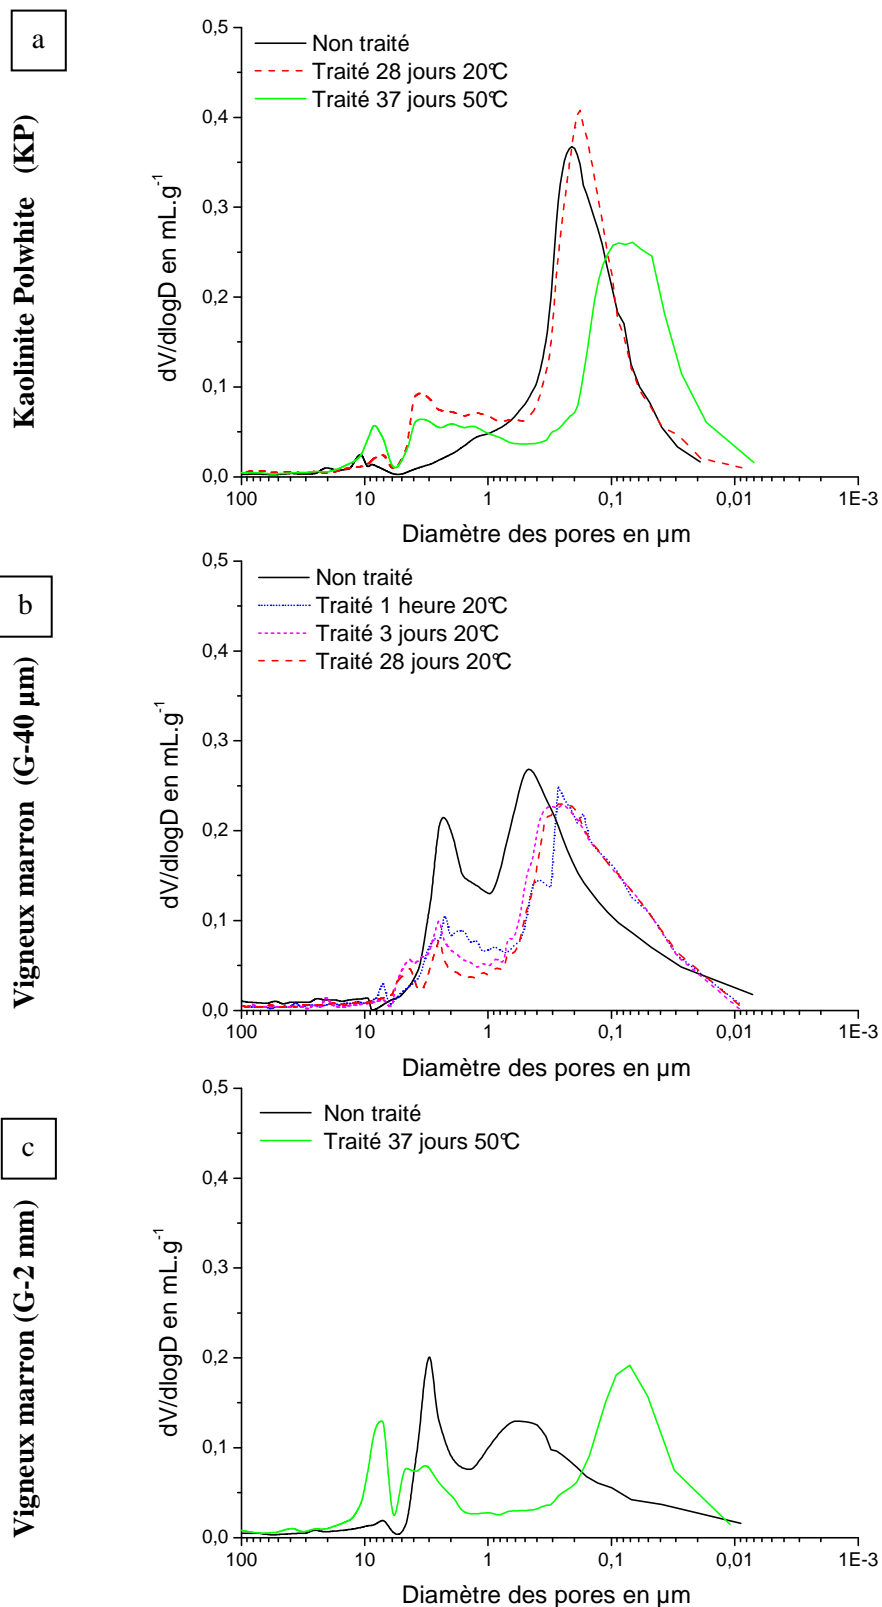 a
Kaolinite Polwhite (KP)
0,5
0,4
0,3
0,2
0,1
0,0
dV/dlogD en mL.g-1
Non traité
Traité 28 jours 20°C
Traité 37 jours 50°C
100
10
1
0,1
0,01
1E-3
Diamètre des pores en µm
b
Vigneux marron (G-40 µm)
0,5
0,4
0,3
0,2
0,1
0,0
dV/dlogD en mL.g-1
Non traité
Traité 1 heure 20°C
Traité 3 jours 20°C
Traité 28 jours 20°C
100
10
1
0,1
0,01
1E-3
Diamètre des pores en µm
c
Vigneux marron (G-2 mm)
0,5
0,4
0,3
0,2
0,1
0,0
dV/dlogD en mL.g-1
Non traité
Traité 37 jours 50°C
100
10
1
0,1
0,01
1E-3
Diamètre des pores en µm